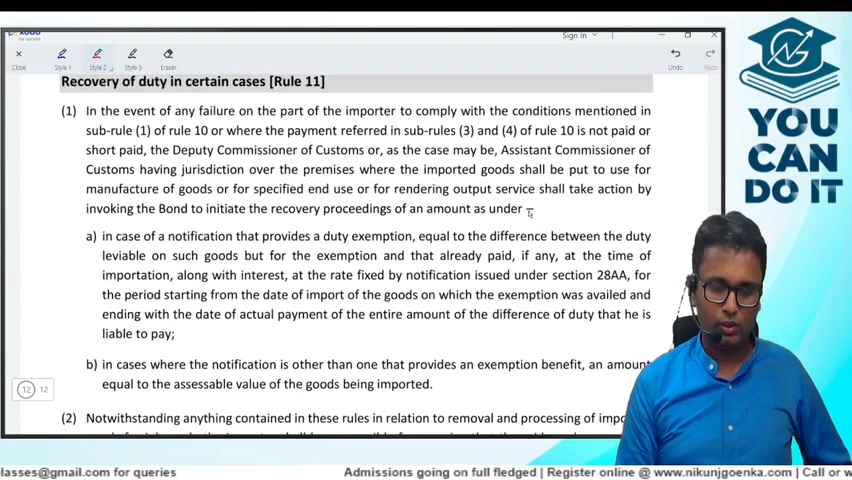 Sign In
Close
Style 1
Style 2
Style 3
Eraser
Undo
Redo
Recovery of duty in certain cases [Rule 11]
(1) In the event of any failure on the part of the importer to comply with the conditions mentioned in
sub-rule (1) of rule 10 or where the payment referred in sub-rules (3) and (4) of rule 10 is not paid or
short paid, the Deputy Commissioner of Customs or, as the case may be, Assistant Commissioner of
Customs having jurisdiction over the premises where the imported goods shall be put to use for
manufacture of goods or for specified end use or for rendering output service shall take action by
invoking the Bond to initiate the recovery proceedings of an amount as under –
a) in case of a notification that provides a duty exemption, equal to the difference between the duty
leviable on such goods but for the exemption and that already paid, if any, at the time of
importation, along with interest, at the rate fixed by notification issued under section 28AA, for
the period starting from the date of import of the goods on which the exemption was availed and
ending with the date of actual payment of the entire amount of the difference of duty that he is
liable to pay;
b) in cases where the notification is other than one that provides an exemption benefit, an amount
equal to the assessable value of the goods being imported.
12 12
(2) Notwithstanding anything contained in these rules in relation to removal and processing of impo
NG
YOU
CAN
DO IT
lasses@gmail.com for queries
Admissions going on full fledged | Register online @ www.nikunjgoenka.com | Call or w